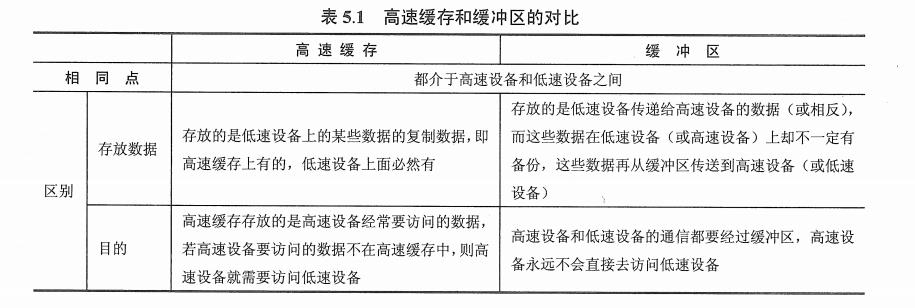 表 5.1 高速缓存和缓冲区的对比
高速缓存
缓冲区
相同点
都介于高速设备和低速设备之间
区别
存放数据
存放的是低速设备上的某些数据的复制数据，即
高速缓存上有的，低速设备上面必然有
存放的是低速设备传递给高速设备的数据（或相反），
而这些数据在低速设备（或高速设备）上却不一定有
备份，这些数据再从缓冲区传送到高速设备（或低速
设备）
目的
高速缓存存放的是高速设备经常要访问的数据，
若高速设备要访问的数据不在高速缓存中，则高
速设备就需要访问低速设备
高速设备和低速设备的通信都要经过缓冲区，高速设
备永远不会直接去访问低速设备